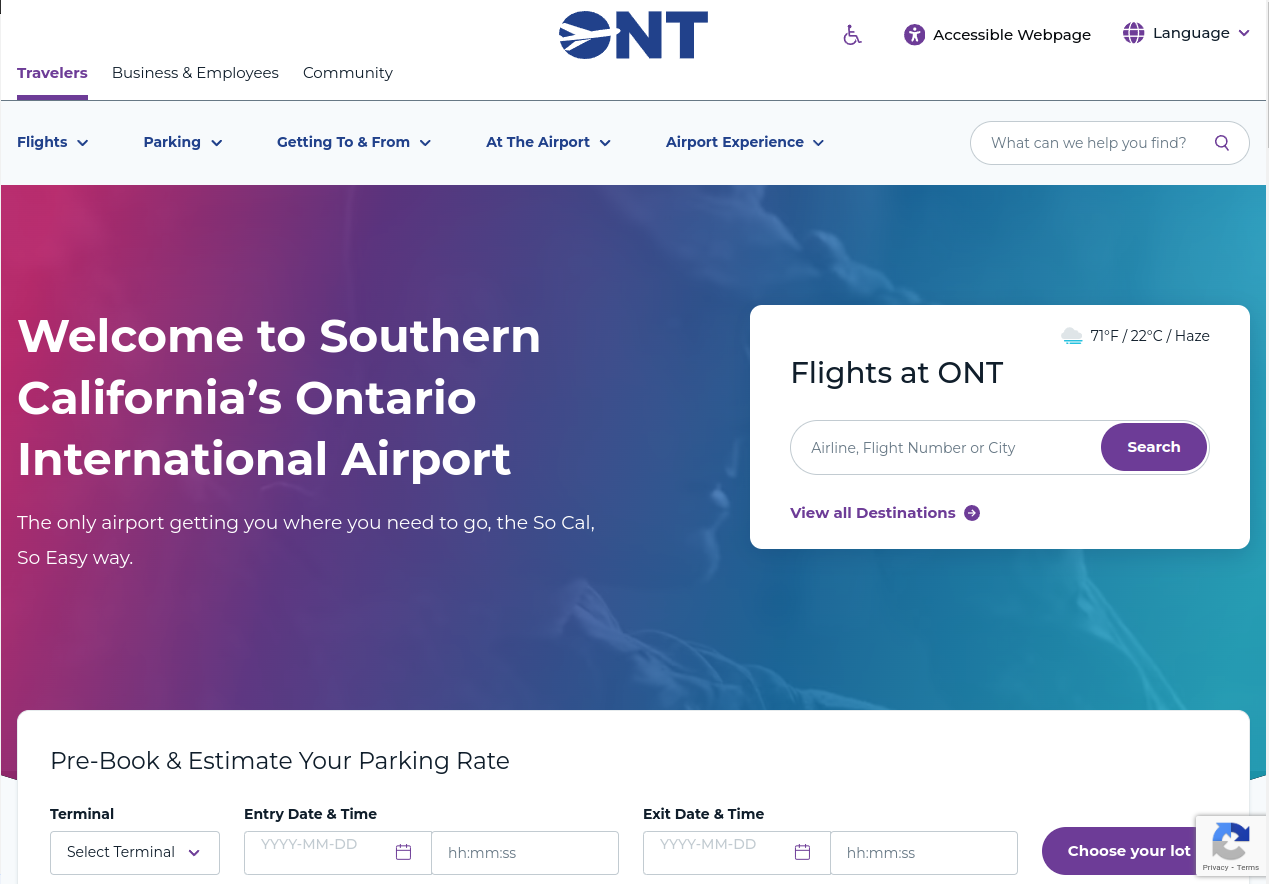 ONT
Accessible Webpage
Language
Travelers Business & Employees Community
Flights Parking Getting To & From At The Airport Airport Experience What can we help you find?
Welcome to Southern
California’s Ontario
International Airport
The only airport getting you where you need to go, the So Cal,
So Easy way.
71°F / 22°C / Haze
Flights at ONT
Airline, Flight Number or City Search
View all Destinations
Pre-Book & Estimate Your Parking Rate
Terminal Entry Date & Time Exit Date & Time
Select Terminal YYYY-MM-DD hh:mm:ss YYYY-MM-DD hh:mm:ss Choose your lot
Privacy - Terms